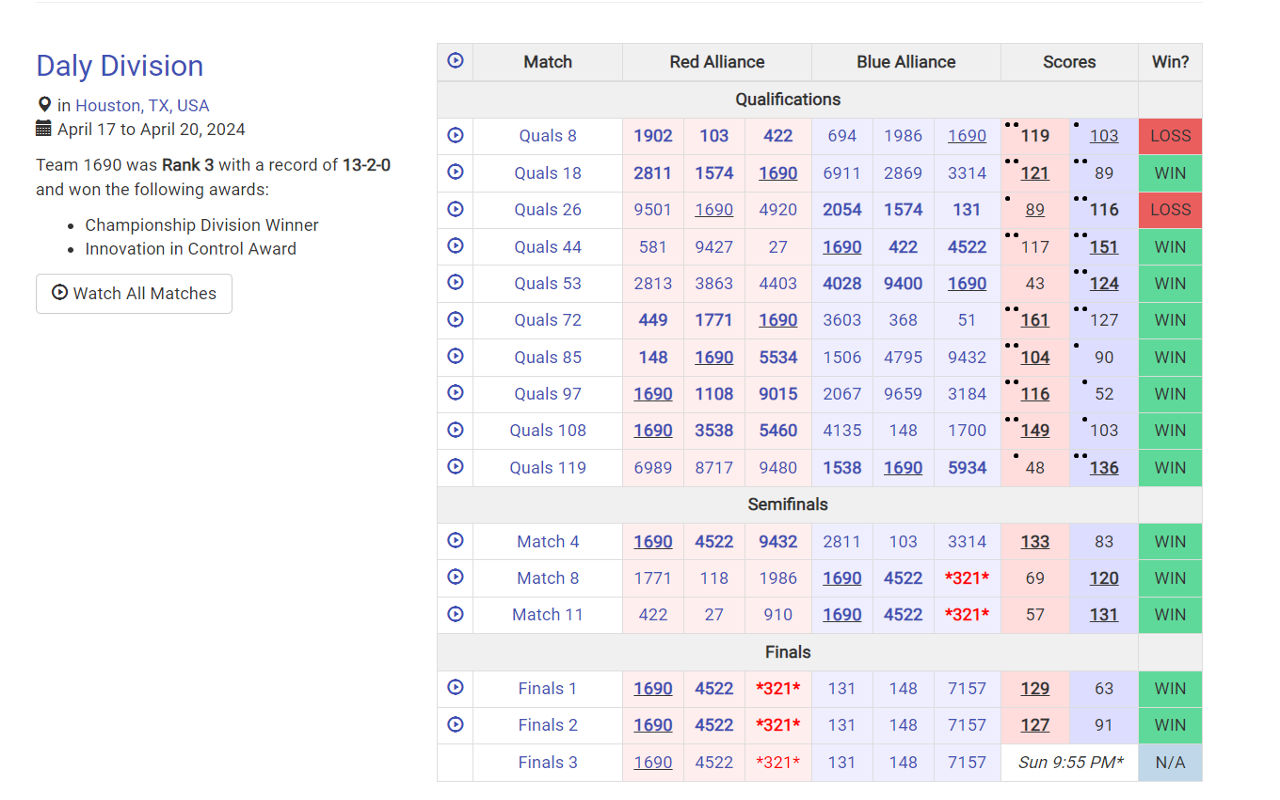 Daly Division
in Houston, TX, USA
April 17 to April 20, 2024
Team 1690 was Rank 3 with a record of 13-2-0
and won the following awards:
Championship Division Winner
Innovation in Control Award
Watch All Matches
Match Red Alliance Blue Alliance Scores Win?
Qualifications
Quals 8 1902 103 422 694 1986 1690 119 103 LOSS
Quals 18 2811 1574 1690 6911 2869 3314 121 89 WIN
Quals 26 9501 1690 4920 2054 1574 131 89 116 LOSS
Quals 44 581 9427 27 1690 422 4522 117 151 WIN
Quals 53 2813 3863 4403 4028 9400 1690 43 124 WIN
Quals 72 449 1771 1690 3603 368 51 161 127 WIN
Quals 85 148 1690 5534 1506 4795 9432 104 90 WIN
Quals 97 1690 1108 9015 2067 9659 3184 116 52 WIN
Quals 108 1690 3538 5460 4135 148 1700 149 103 WIN
Quals 119 6989 8717 9480 1538 1690 5934 48 136 WIN
Semifinals
Match 4 1690 4522 9432 2811 103 3314 133 83 WIN
Match 8 1771 118 1986 1690 4522 *321* 69 120 WIN
Match 11 422 27 910 1690 4522 *321* 57 131 WIN
Finals
Finals 1 1690 4522 *321* 131 148 7157 129 63 WIN
Finals 2 1690 4522 *321* 131 148 7157 127 91 WIN
Finals 3 1690 4522 *321* 131 148 7157 Sun 9:55 PM* N/A